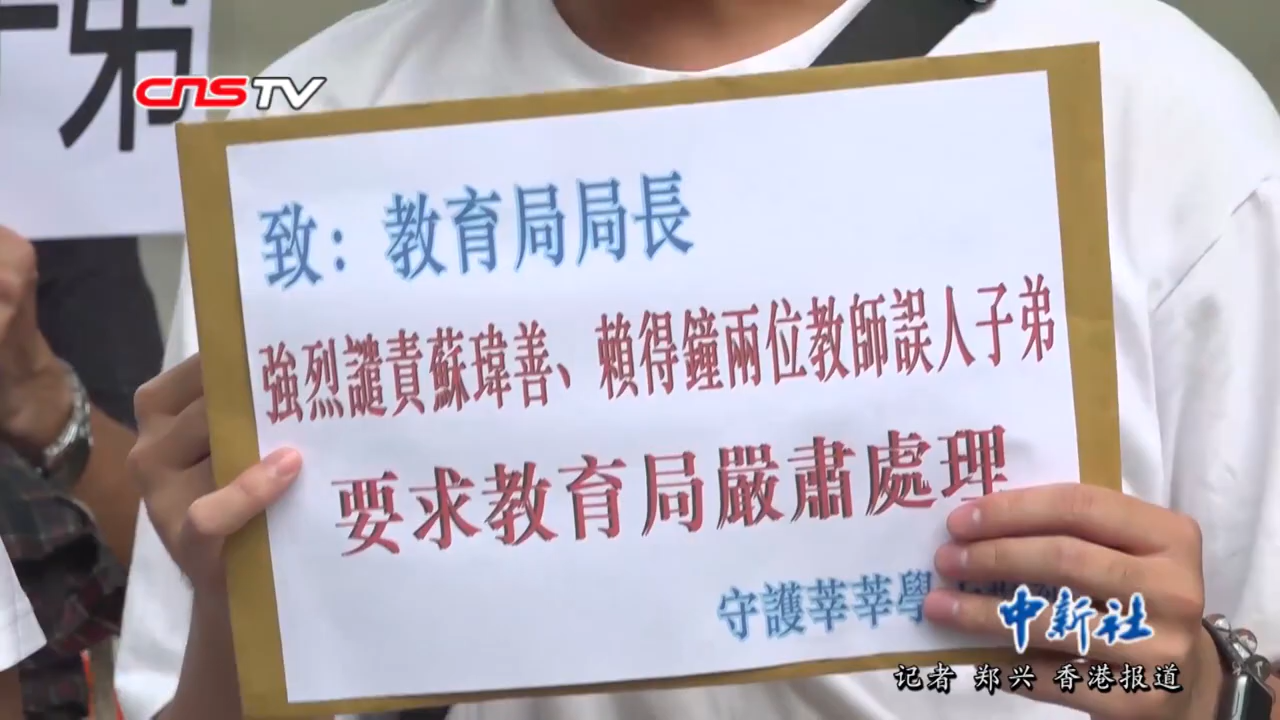 弟
CNSTV
致：教育局局長
強烈譴責蘇瑋善、賴得鐘兩位教師誤人子弟
要求教育局嚴肅處理
守護莘莘學
中新社
记者 郑兴 香港报道